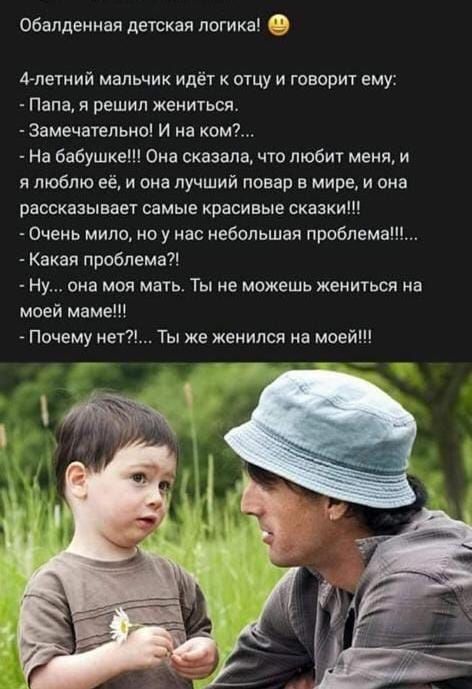 Обалденная детская логика! 😃
4-летний мальчик идёт к отцу и говорит ему:
- Папа, я решил жениться.
- Замечательно! И на ком?...
- На бабушке!!! Она сказала, что любит меня, и
я люблю её, и она лучший повар в мире, и она
рассказывает самые красивые сказки!!!
- Очень мило, но у нас небольшая проблема!!!...
- Какая проблема?!
- Ну... она моя мать. Ты не можешь жениться на
моей маме!!!
- Почему нет?!... Ты же женился на моей!!!